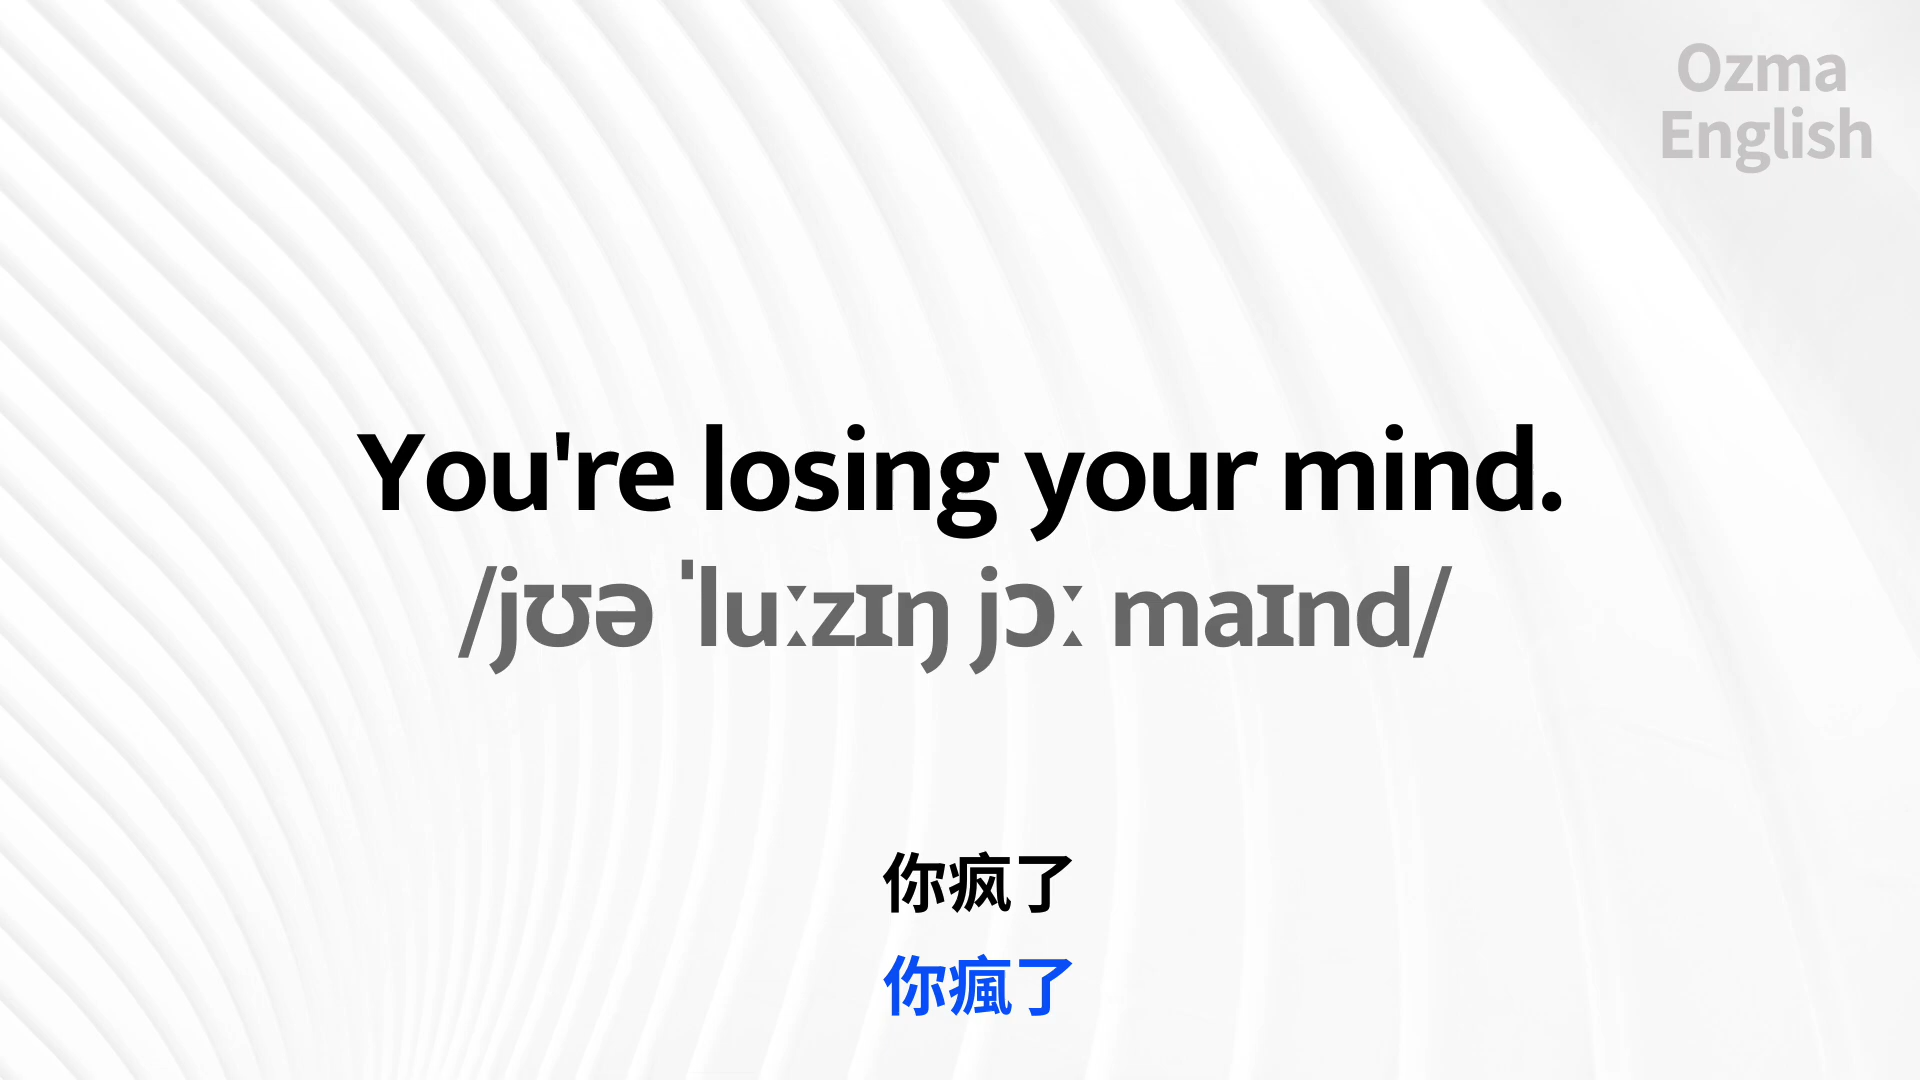 Ozma
English
You're losing your mind.
/jʊə ˈluːzɪŋ jɔː maɪnd/
你疯了
你瘋了